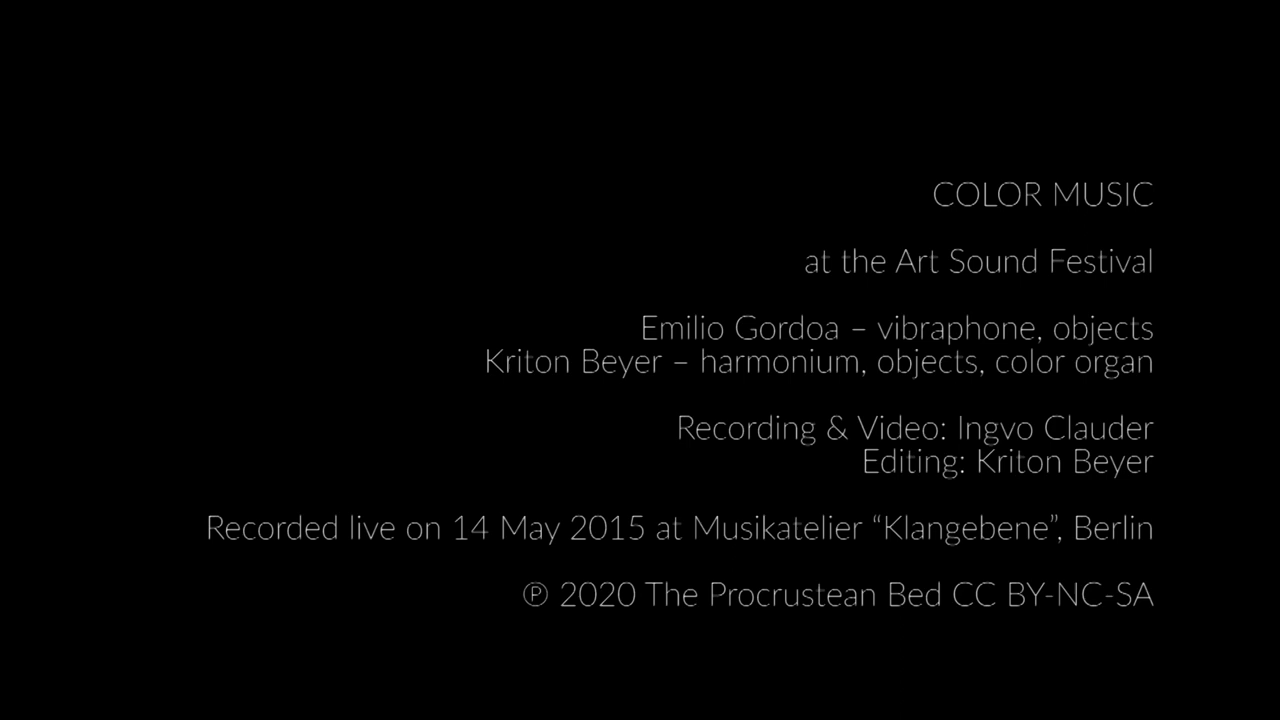 COLOR MUSIC
at the Art Sound Festival
Emilio Gordoa – vibraphone, objects
Kriton Beyer – harmonium, objects, color organ
Recording & Video: Ingvo Clauder
Editing: Kriton Beyer
Recorded live on 14 May 2015 at Musikatelier “Klangebene”, Berlin
℗ 2020 The Procrustean Bed CC BY-NC-SA